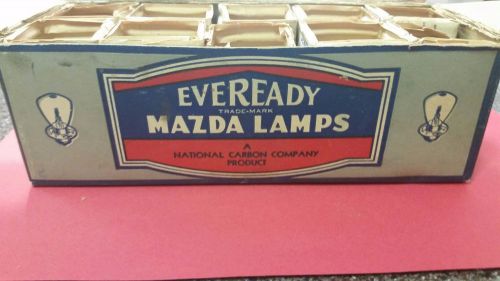 EVEREADY
TRADE-MARK
MAZDA LAMPS
A
NATIONAL CARBON COMPANY
PRODUCT